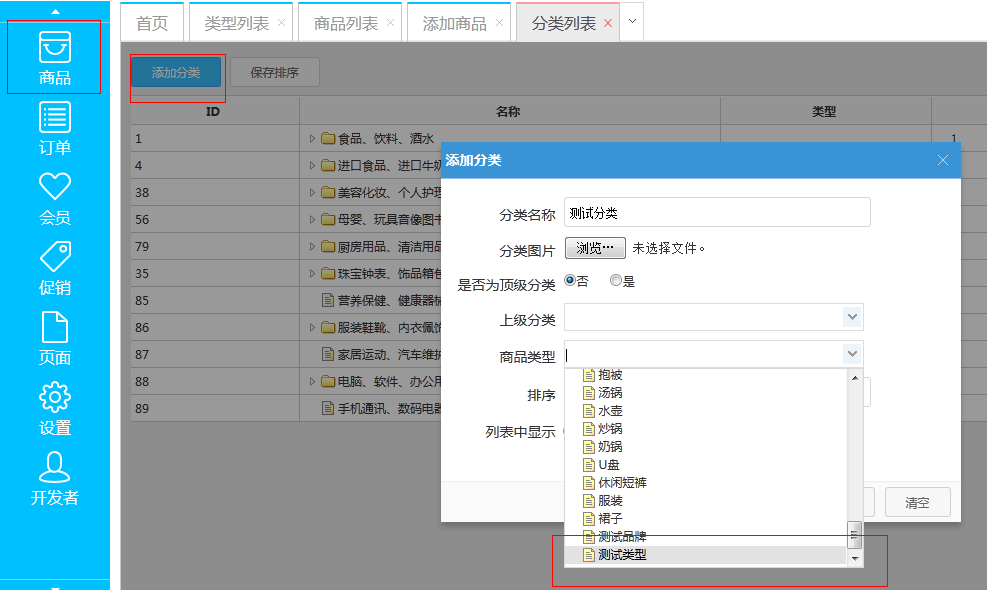 首页 类型列表 商品列表 添加商品 分类列表
商品
订单
会员
促销
页面
设置
开发者
添加分类 保存排序
ID 名称 类型
1 食品、饮料、酒水 1
4 进口食品、进口牛奶
38 美容化妆、个人护理
56 母婴、玩具音像图书
79 厨房用品、清洁用品
35 珠宝钟表、饰品箱包
85 营养保健、健康器械
86 服装鞋靴、内衣佩饰
87 家居运动、汽车维护
88 电脑、软件、办公用
89 手机通讯、数码电器
添加分类
分类名称 测试分类
分类图片 浏览… 未选择文件。
是否为顶级分类 否 是
上级分类
商品类型
排序
列表中显示
抱被
汤锅
水壶
炒锅
奶锅
U盘
休闲短裤
服装
裙子
测试品牌
测试类型
清空